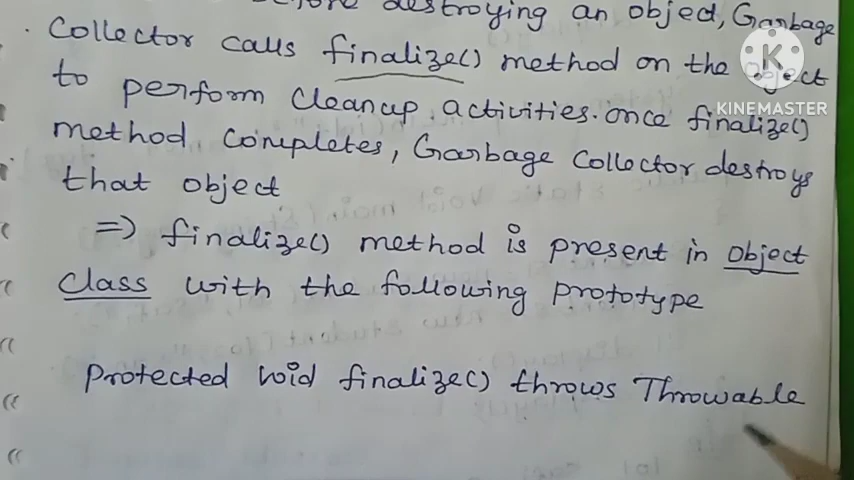 before destroying an object, Garbage
Collector calls finalize() method on the object
to perform cleanup activities. once finalize()
method completes, Garbage Collector destroys
that object
=> finalize() method is present in object
class with the following prototype
Protected void finalize() throws Throwable
K
KINEMASTER